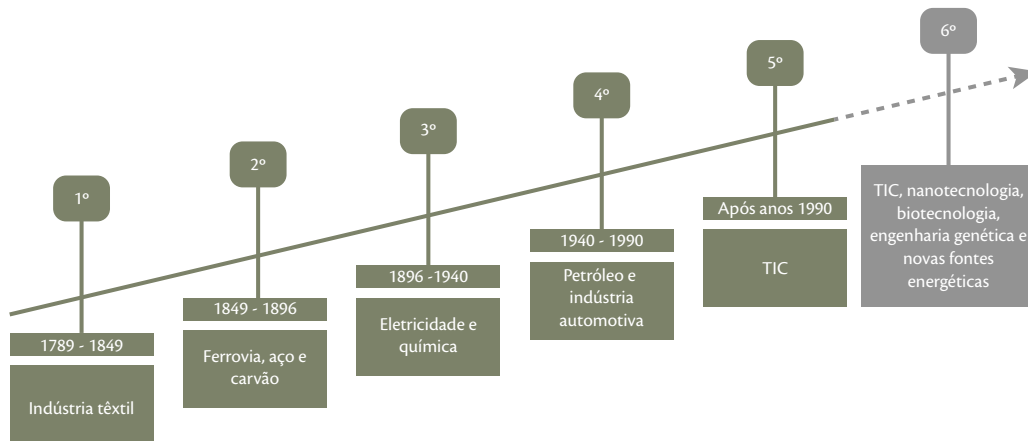 1º
1789 - 1849
Indústria têxtil
2º
1849 - 1896
Ferrovia, aço e
carvão
3º
1896 -1940
Eletricidade e
química
4º
1940 - 1990
Petróleo e
indústria
automotiva
5º
Após anos 1990
TIC
6º
TIC, nanotecnologia,
biotecnologia,
engenharia genética e
novas fontes
energéticas